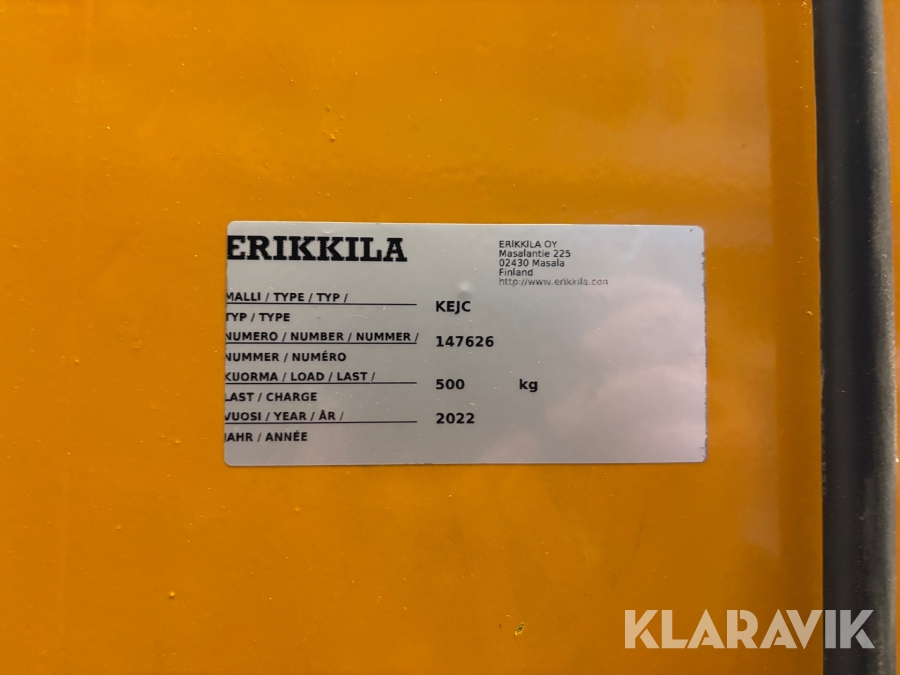 ERIKKILA
ERIKKILA OY
Masalantie 225
02430 Masala
Finland
http://www.erikkila.com
MALLI / TYPE / TYP /
TYP / TYPE
KEJC
NUMERO / NUMBER / NUMMER /
NUMMER / NUMÉRO
147626
KUORMA / LOAD / LAST /
LAST / CHARGE
500 kg
VUOSI / YEAR / ÅR /
JAHR / ANNÉE
2022
KLARAVIK